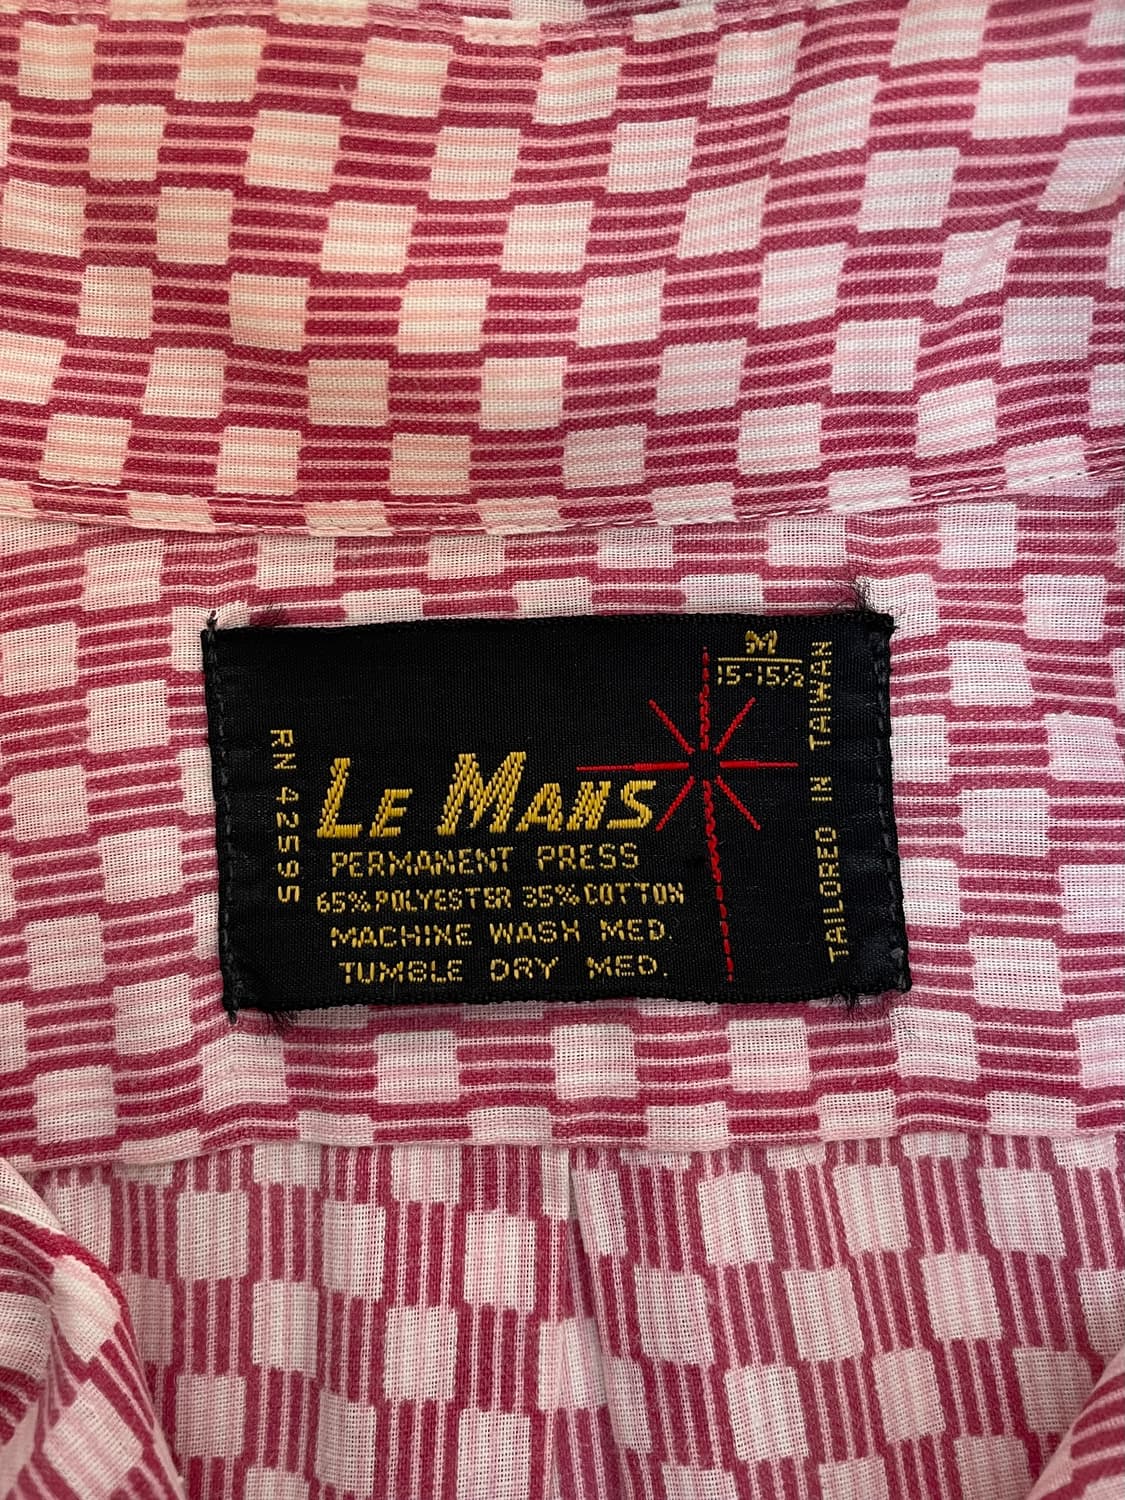 M
15-15½
LE MANS
PERMANENT PRESS
65% POLYESTER 35% COTTON
MACHINE WASH MED.
TUMBLE DRY MED.
RN 42595
TAILORED IN TAIWAN